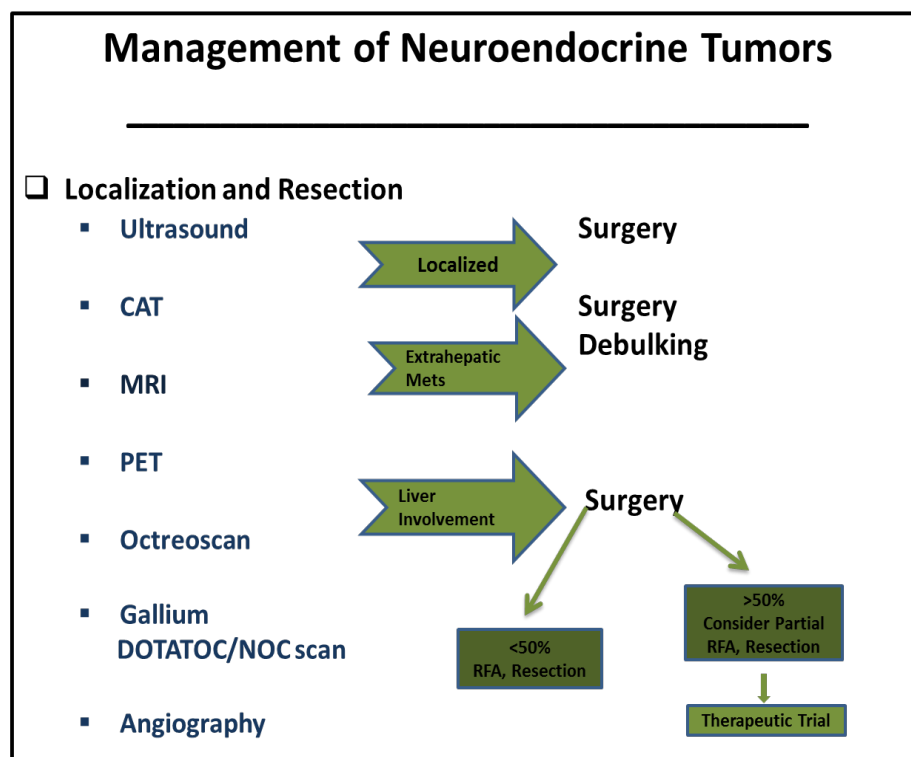 Management of Neuroendocrine Tumors
Localization and Resection
Ultrasound
CAT
MRI
PET
Octreoscan
Gallium
DOTATOC/NOC scan
Angiography
Localized
Surgery
Extrahepatic
Mets
Surgery
Debulking
Liver
Involvement
Surgery
<50%
RFA, Resection
>50%
Consider Partial
RFA, Resection
Therapeutic Trial